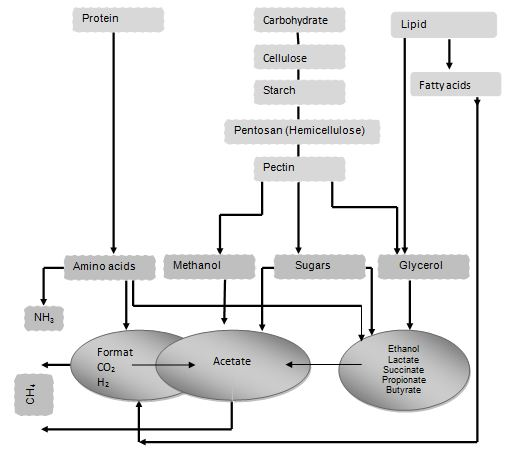 Protein
Carbohydrate
Lipid
Cellulose
Fatty acids
Starch
Pentosan (Hemicellulose)
Pectin
Amino acids
Methanol
Sugars
Glycerol
NH₃
Format
CO₂
H₂
Acetate
Ethanol
Lactate
Succinate
Propionate
Butyrate
CH₄